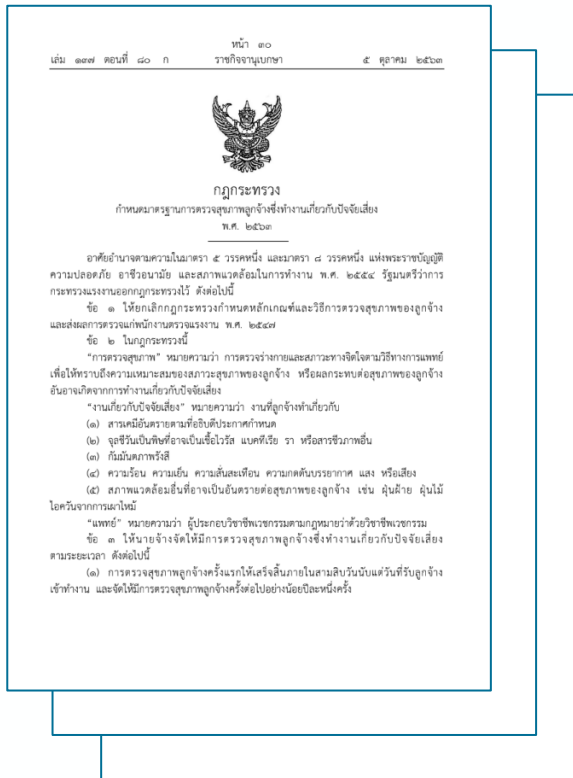 หน้า ๓๐
เล่ม ๑๓๗ ตอนที่ ๘๐ ก ราชกิจจานุเบกษา ๕ ตุลาคม ๒๕๖๓
กฎกระทรวง
กำหนดมาตรฐานการตรวจสุขภาพลูกจ้างซึ่งทำงานเกี่ยวกับปัจจัยเสี่ยง
พ.ศ. ๒๕๖๓
อาศัยอำนาจตามความในมาตรา ๕ วรรคหนึ่ง และมาตรา ๘ วรรคหนึ่ง แห่งพระราชบัญญัติ
ความปลอดภัย อาชีวอนามัย และสภาพแวดล้อมในการทำงาน พ.ศ. ๒๕๕๔ รัฐมนตรีว่าการ
กระทรวงแรงงานออกกฎกระทรวงไว้ ดังต่อไปนี้
ข้อ ๑ ให้ยกเลิกกฎกระทรวงกำหนดหลักเกณฑ์และวิธีการตรวจสุขภาพของลูกจ้าง
และส่งผลการตรวจแก่พนักงานตรวจแรงงาน พ.ศ. ๒๕๔๗
ข้อ ๒ ในกฎกระทรวงนี้
“การตรวจสุขภาพ” หมายความว่า การตรวจร่างกายและสภาวะทางจิตใจตามวิธีทางการแพทย์
เพื่อให้ทราบถึงความเหมาะสมของสภาวะสุขภาพของลูกจ้าง หรือผลกระทบต่อสุขภาพของลูกจ้าง
อันอาจเกิดจากการทำงานเกี่ยวกับปัจจัยเสี่ยง
“งานเกี่ยวกับปัจจัยเสี่ยง” หมายความว่า งานที่ลูกจ้างทำเกี่ยวกับ
(๑) สารเคมีอันตรายตามที่อธิบดีประกาศกำหนด
(๒) จุลชีวันเป็นพิษที่อาจเป็นเชื้อไวรัส แบคทีเรีย รา หรือสารชีวภาพอื่น
(๓) กัมมันตภาพรังสี
(๔) ความร้อน ความเย็น ความสั่นสะเทือน ความกดดันบรรยากาศ แสง หรือเสียง
(๕) สภาพแวดล้อมอื่นที่อาจเป็นอันตรายต่อสุขภาพของลูกจ้าง เช่น ฝุ่นฝ้าย ฝุ่นไม้
ไอควันจากการเผาไหม้
“แพทย์” หมายความว่า ผู้ประกอบวิชาชีพเวชกรรมตามกฎหมายว่าด้วยวิชาชีพเวชกรรม
ข้อ ๓ ให้นายจ้างจัดให้มีการตรวจสุขภาพลูกจ้างซึ่งทำงานเกี่ยวกับปัจจัยเสี่ยง
ตามระยะเวลา ดังต่อไปนี้
(๑) การตรวจสุขภาพลูกจ้างครั้งแรกให้เสร็จสิ้นภายในสามสิบวันนับแต่วันที่รับลูกจ้าง
เข้าทำงาน และจัดให้มีการตรวจสุขภาพลูกจ้างครั้งต่อไปอย่างน้อยปีละหนึ่งครั้ง